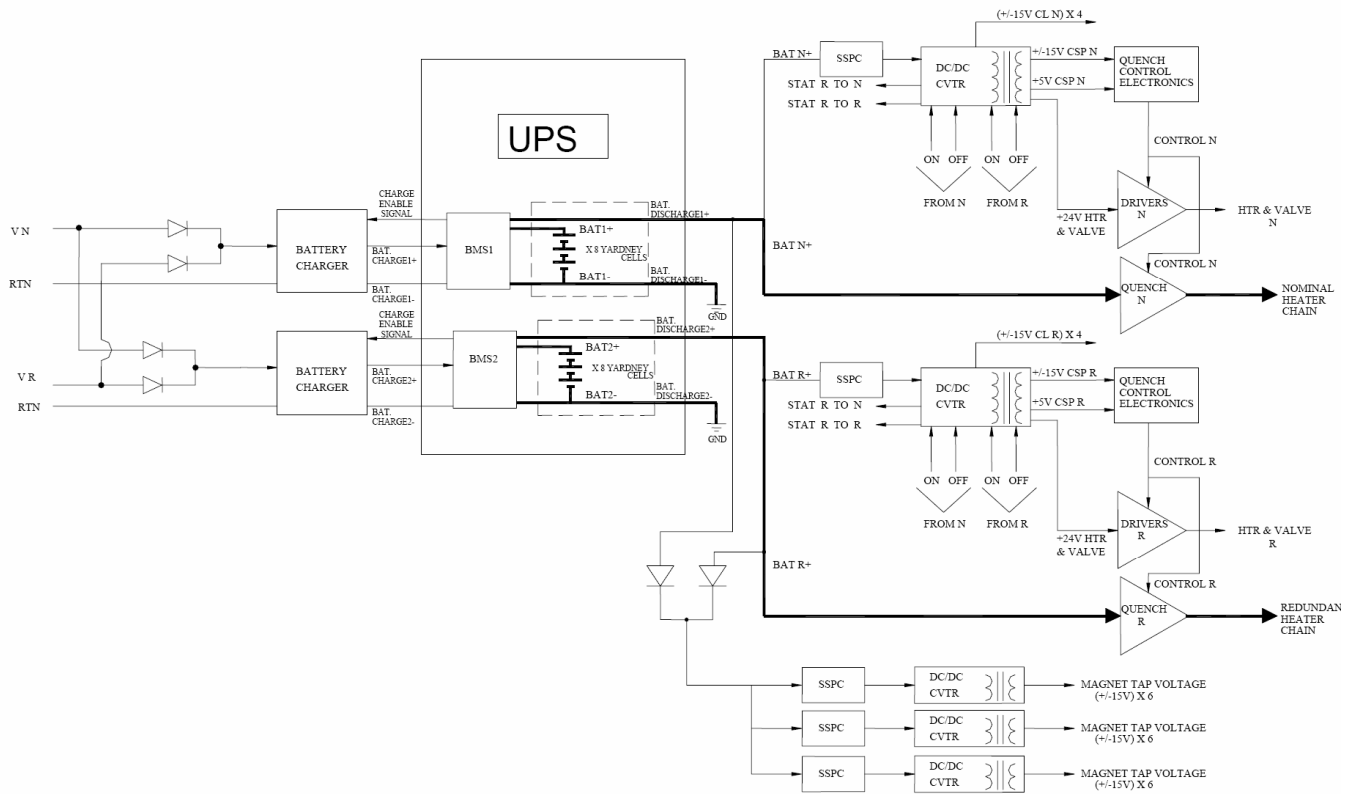 (+/-15V CL N) X 4
BAT N+
SSPC
DC/DC
CVTR
+/-15V CSP N
+5V CSP N
QUENCH
CONTROL
ELECTRONICS
STAT R TO N
STAT R TO R
ON OFF ON OFF
FROM N FROM R
CONTROL N
+24V HTR
& VALVE
DRIVERS
N
HTR & VALVE
N
CONTROL N
QUENCH
N
NOMINAL
HEATER
CHAIN
UPS
V N
RTN
BATTERY
CHARGER
CHARGE
ENABLE
SIGNAL
BAT.
CHARGE1+
BAT.
CHARGE1-
BMS1
BAT1+
X 8 YARDNEY
CELLS
BAT1-
BAT.
DISCHARGE1+
BAT.
DISCHARGE1-
GND
BAT N+
V R
RTN
BATTERY
CHARGER
CHARGE
ENABLE
SIGNAL
BAT.
CHARGE2+
BAT.
CHARGE2-
BMS2
BAT2+
X 8 YARDNEY
CELLS
BAT2-
BAT.
DISCHARGE2+
BAT.
DISCHARGE2-
GND
(+/-15V CL R) X 4
BAT R+
SSPC
DC/DC
CVTR
+/-15V CSP R
+5V CSP R
QUENCH
CONTROL
ELECTRONICS
STAT R TO N
STAT R TO R
ON OFF ON OFF
FROM N FROM R
CONTROL R
+24V HTR
& VALVE
DRIVERS
R
HTR & VALVE
R
BAT R+
CONTROL R
QUENCH
R
REDUNDAN
HEATER
CHAIN
SSPC
DC/DC
CVTR
MAGNET TAP VOLTAGE
(+/-15V) X 6
SSPC
DC/DC
CVTR
MAGNET TAP VOLTAGE
(+/-15V) X 6
SSPC
DC/DC
CVTR
MAGNET TAP VOLTAGE
(+/-15V) X 6